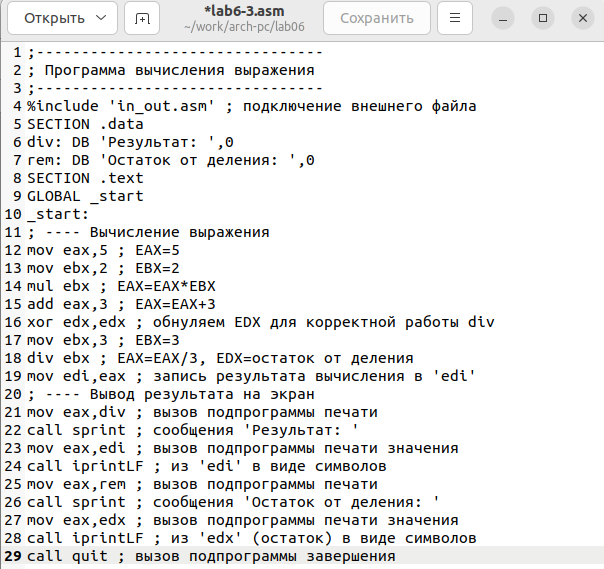 Открыть
*lab6-3.asm
~/work/arch-pc/lab06
Сохранить
1 ;--------------------------------
2 ; Программа вычисления выражения
3 ;--------------------------------
4 %include 'in_out.asm' ; подключение внешнего файла
5 SECTION .data
6 div: DB 'Результат: ',0
7 rem: DB 'Остаток от деления: ',0
8 SECTION .text
9 GLOBAL _start
10 _start:
11 ; ---- Вычисление выражения
12 mov eax,5 ; EAX=5
13 mov ebx,2 ; EBX=2
14 mul ebx ; EAX=EAX*EBX
15 add eax,3 ; EAX=EAX+3
16 xor edx,edx ; обнуляем EDX для корректной работы div
17 mov ebx,3 ; EBX=3
18 div ebx ; EAX=EAX/3, EDX=остаток от деления
19 mov edi,eax ; запись результата вычисления в 'edi'
20 ; ---- Вывод результата на экран
21 mov eax,div ; вызов подпрограммы печати
22 call sprint ; сообщения 'Результат: '
23 mov eax,edi ; вызов подпрограммы печати значения
24 call iprintLF ; из 'edi' в виде символов
25 mov eax,rem ; вызов подпрограммы печати
26 call sprint ; сообщения 'Остаток от деления: '
27 mov eax,edx ; вызов подпрограммы печати значения
28 call iprintLF ; из 'edx' (остаток) в виде символов
29 call quit ; вызов подпрограммы завершения